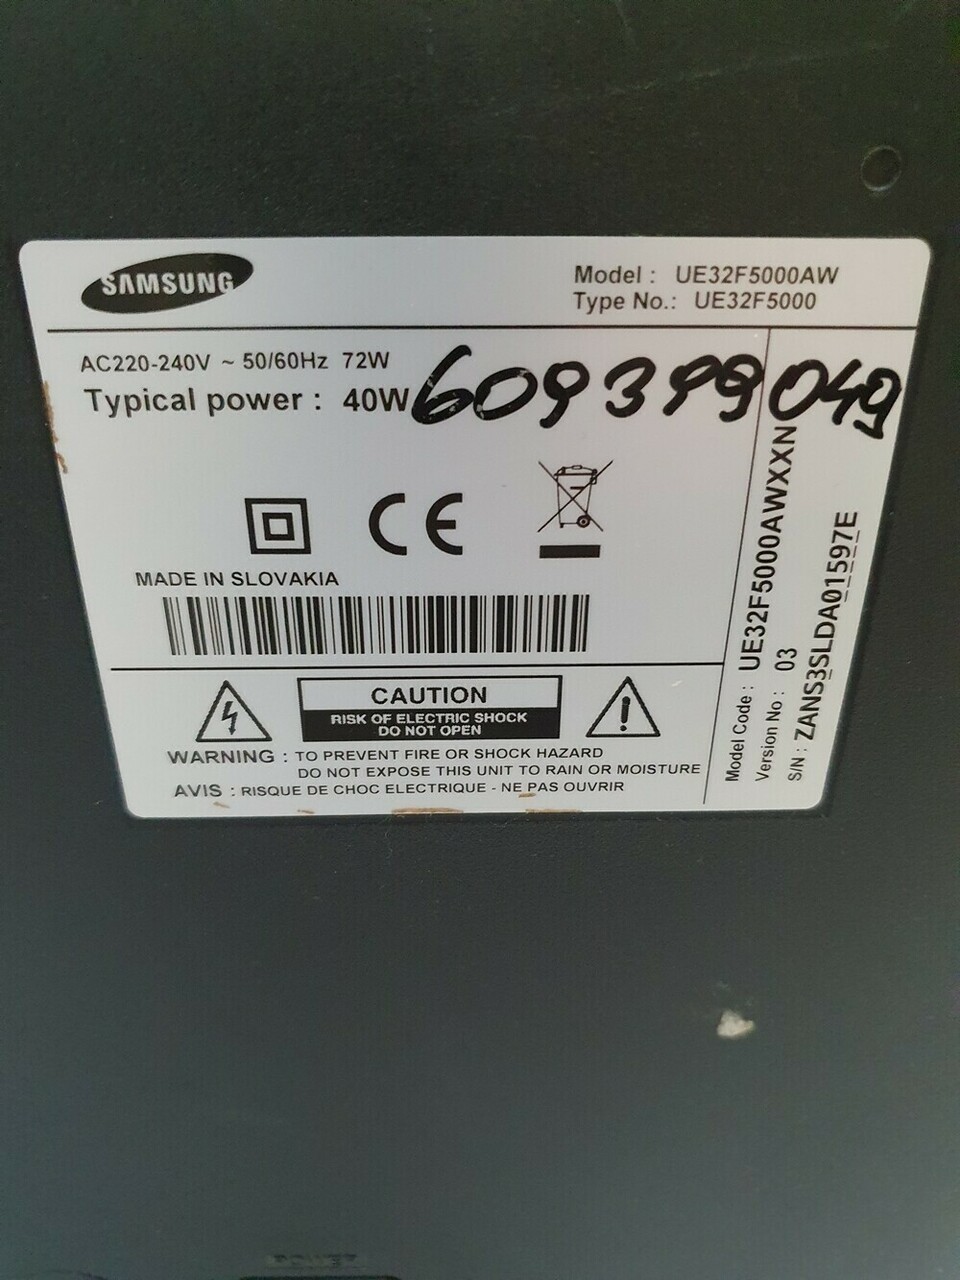 SAMSUNG
Model : UE32F5000AW
Type No.: UE32F5000
AC220-240V ~ 50/60Hz 72W
Typical power : 40W
609399049
CE
MADE IN SLOVAKIA
CAUTION
RISK OF ELECTRIC SHOCK
DO NOT OPEN
WARNING : TO PREVENT FIRE OR SHOCK HAZARD
DO NOT EXPOSE THIS UNIT TO RAIN OR MOISTURE
AVIS : RISQUE DE CHOC ELECTRIQUE - NE PAS OUVRIR
Model Code : UE32F5000AWXXN
Version No : 03
S/N : ZANS3SLDA01597E
POWER